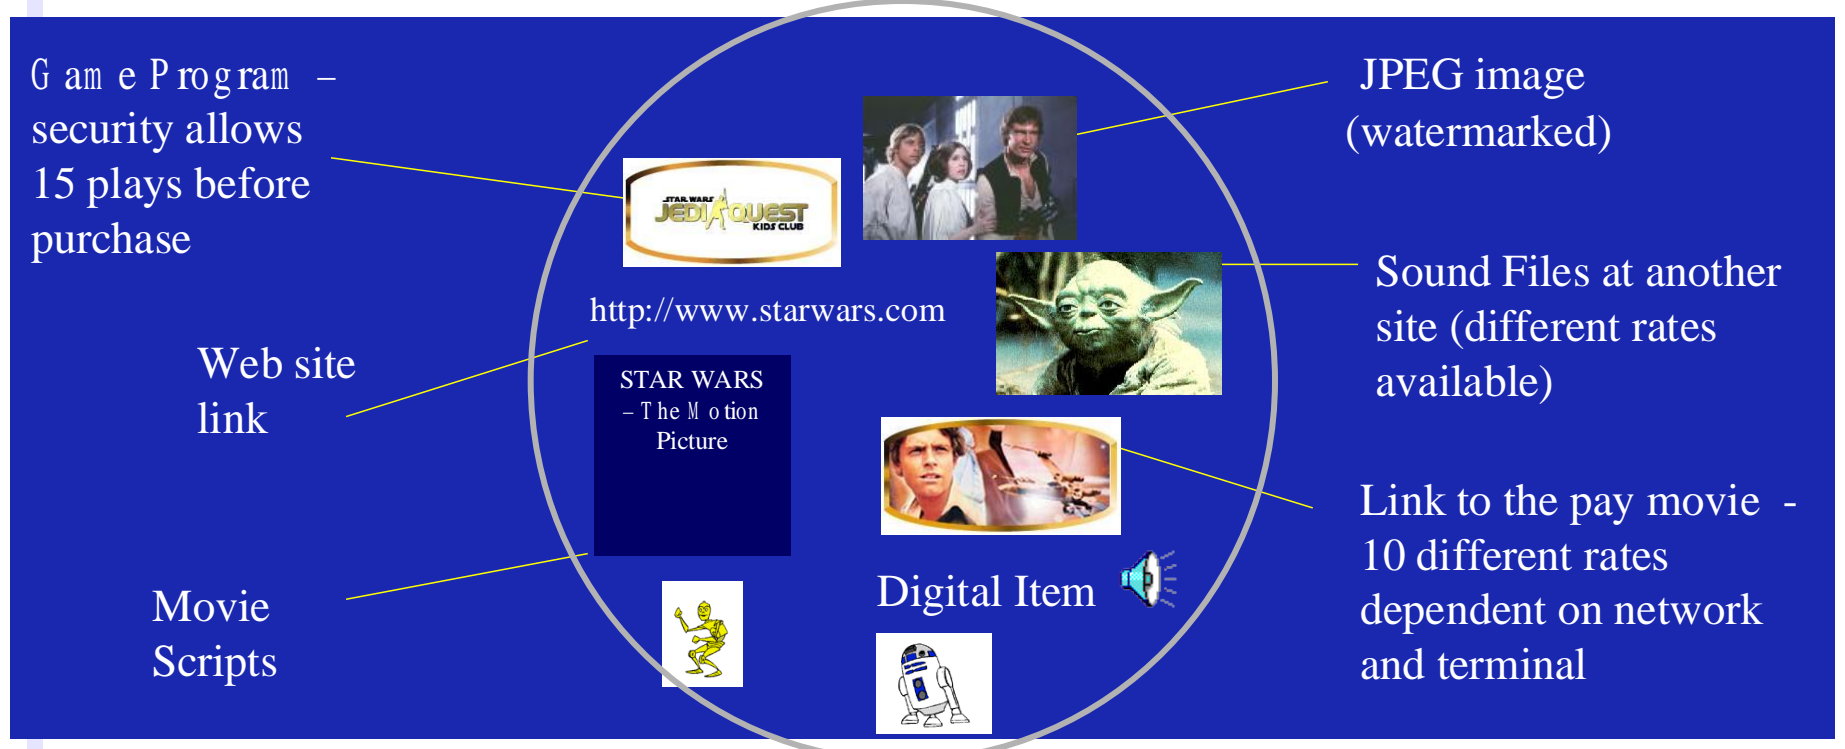 Game Program –
security allows
15 plays before
purchase
Web site
link
Movie
Scripts
STAR WARS
JEDI QUEST
KIDS CLUB
http://www.starwars.com
STAR WARS
– The Motion
Picture
Digital Item
JPEG image
(watermarked)
Sound Files at another
site (different rates
available)
Link to the pay movie -
10 different rates
dependent on network
and terminal